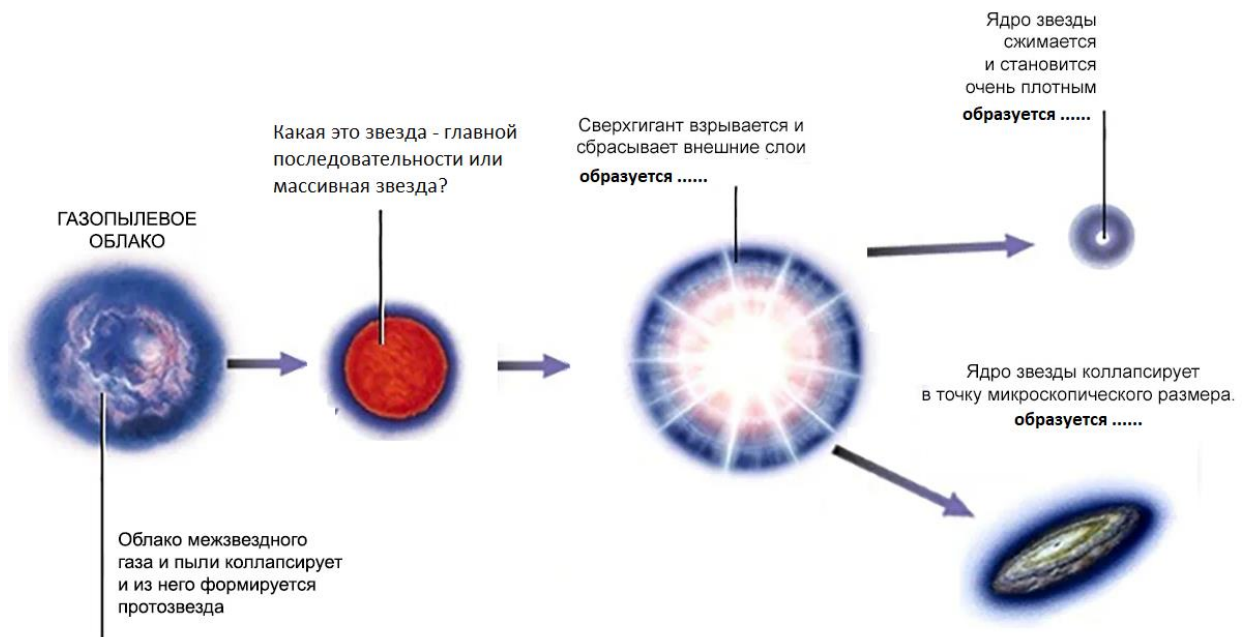 ГАЗОПЫЛЕВОЕ
ОБЛАКО
Облако межзвездного
газа и пыли коллапсирует
и из него формируется
протозвезда
Какая это звезда - главной
последовательности или
массивная звезда?
Сверхгигант взрывается и
сбрасывает внешние слои
образуется ......
Ядро звезды
сжимается
и становится
очень плотным
образуется ......
Ядро звезды коллапсирует
в точку микроскопического размера.
образуется ......